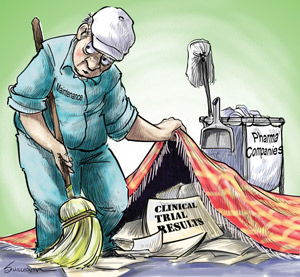 Maintenance
Pharma
Companies
CLINICAL
TRIAL
RESULTS